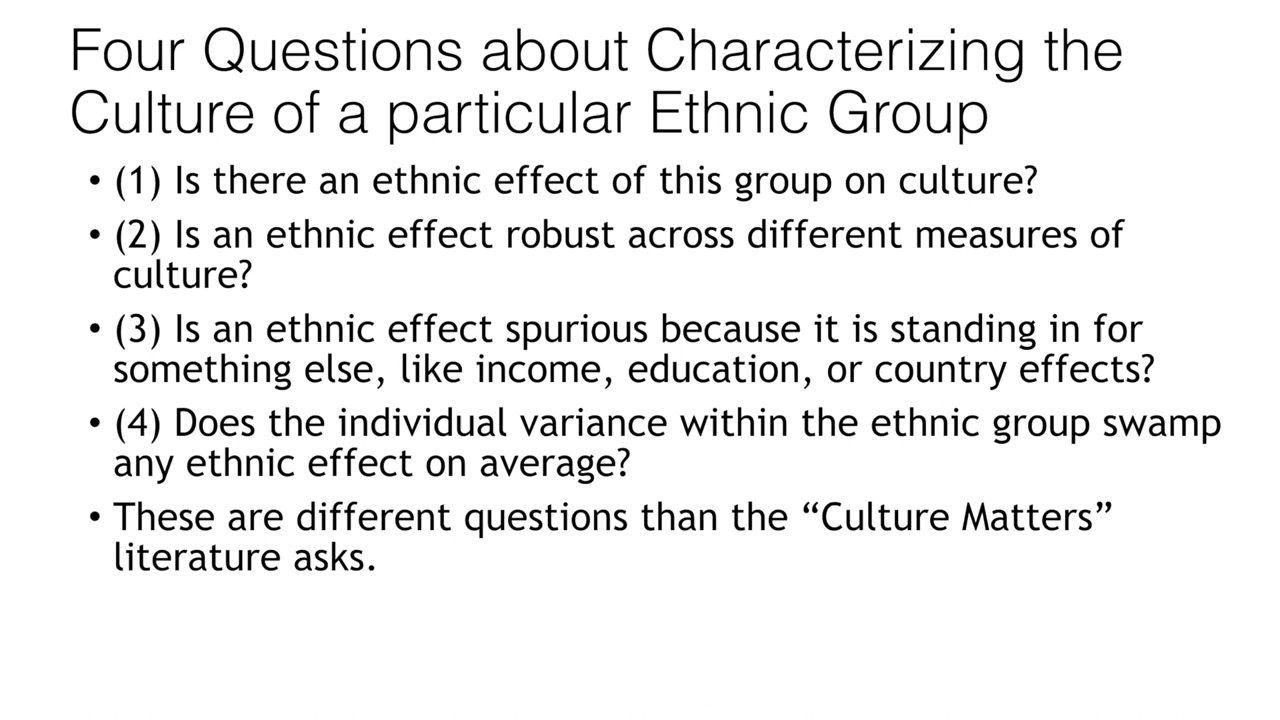 Four Questions about Characterizing the
Culture of a particular Ethnic Group
• (1) Is there an ethnic effect of this group on culture?
• (2) Is an ethnic effect robust across different measures of
culture?
• (3) Is an ethnic effect spurious because it is standing in for
something else, like income, education, or country effects?
• (4) Does the individual variance within the ethnic group swamp
any ethnic effect on average?
• These are different questions than the “Culture Matters”
literature asks.